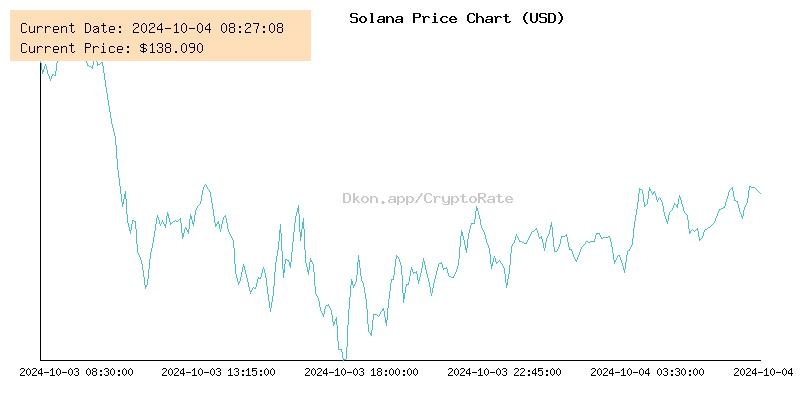 Solana Price Chart (USD)
Current Date: 2024-10-04 08:27:08
Current Price: $138.090
Dkon.app/CryptoRate
2024-10-03 08:30:00 2024-10-03 13:15:00 2024-10-03 18:00:00 2024-10-03 22:45:00 2024-10-04 03:30:00 2024-10-04